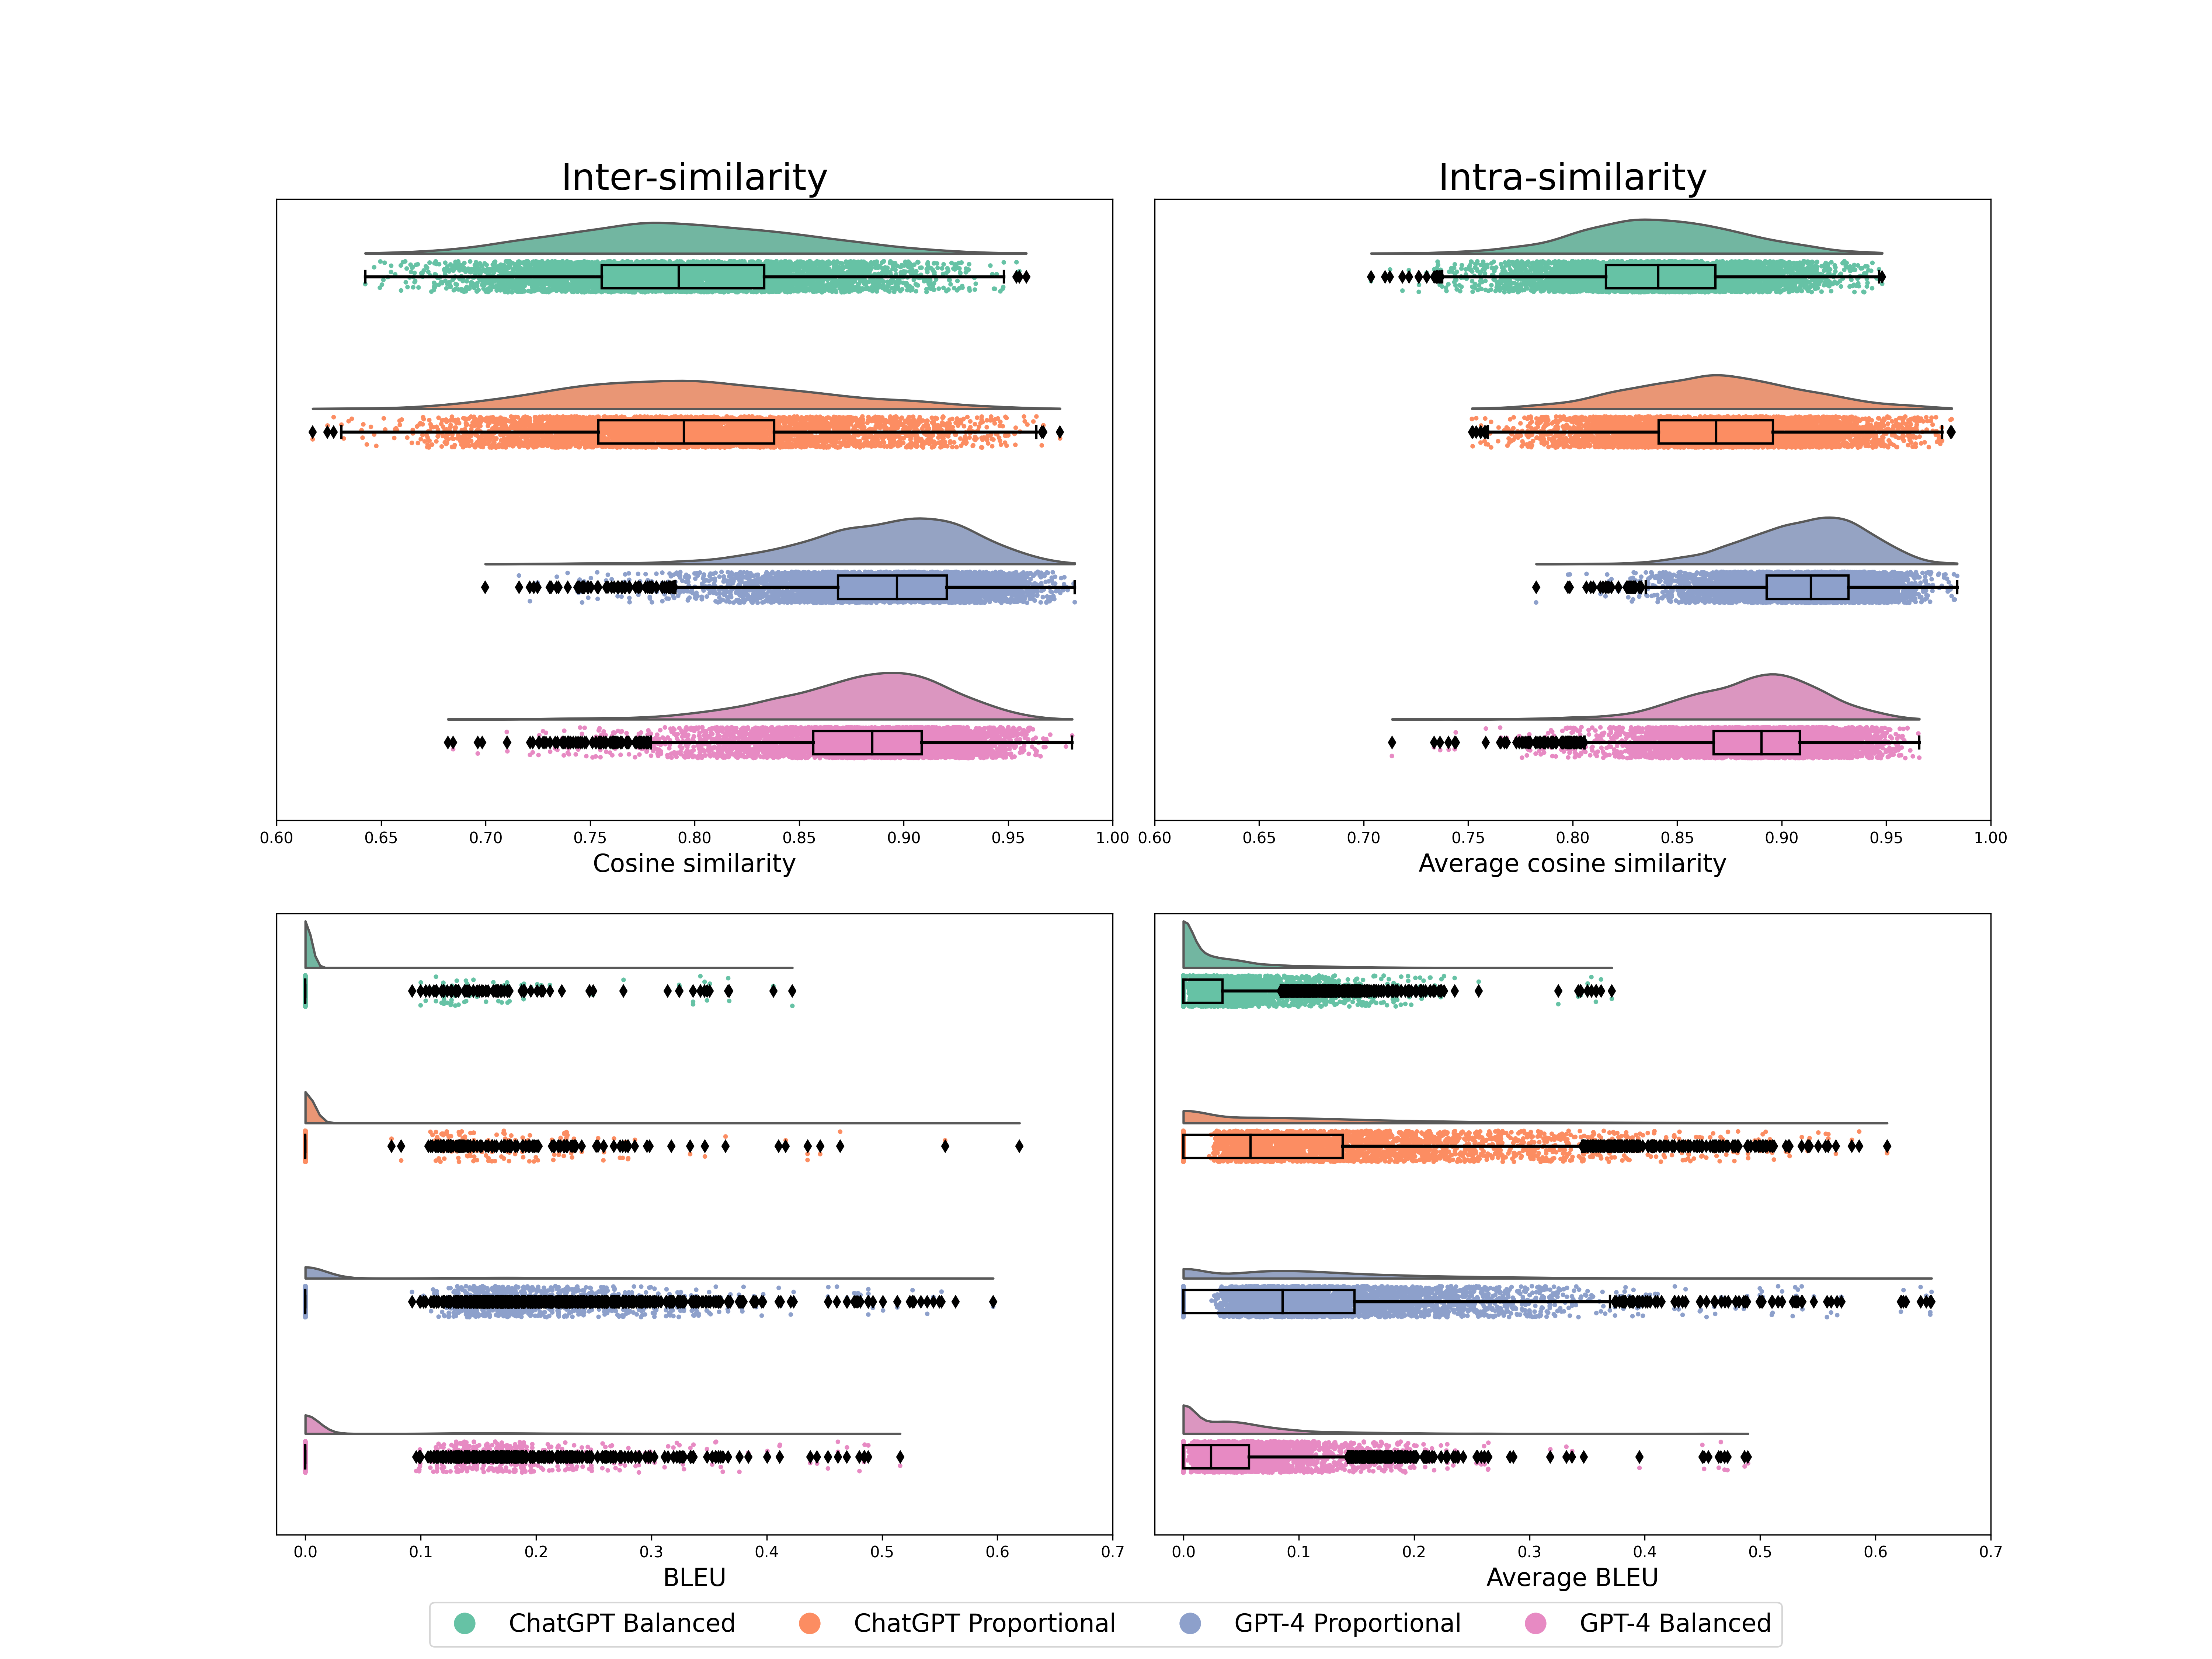 Inter-similarity
Intra-similarity
0.60 0.65 0.70 0.75 0.80 0.85 0.90 0.95 1.00
Cosine similarity
0.60 0.65 0.70 0.75 0.80 0.85 0.90 0.95 1.00
Average cosine similarity
0.0 0.1 0.2 0.3 0.4 0.5 0.6 0.7
BLEU
0.0 0.1 0.2 0.3 0.4 0.5 0.6 0.7
Average BLEU
ChatGPT Balanced ChatGPT Proportional GPT-4 Proportional GPT-4 Balanced